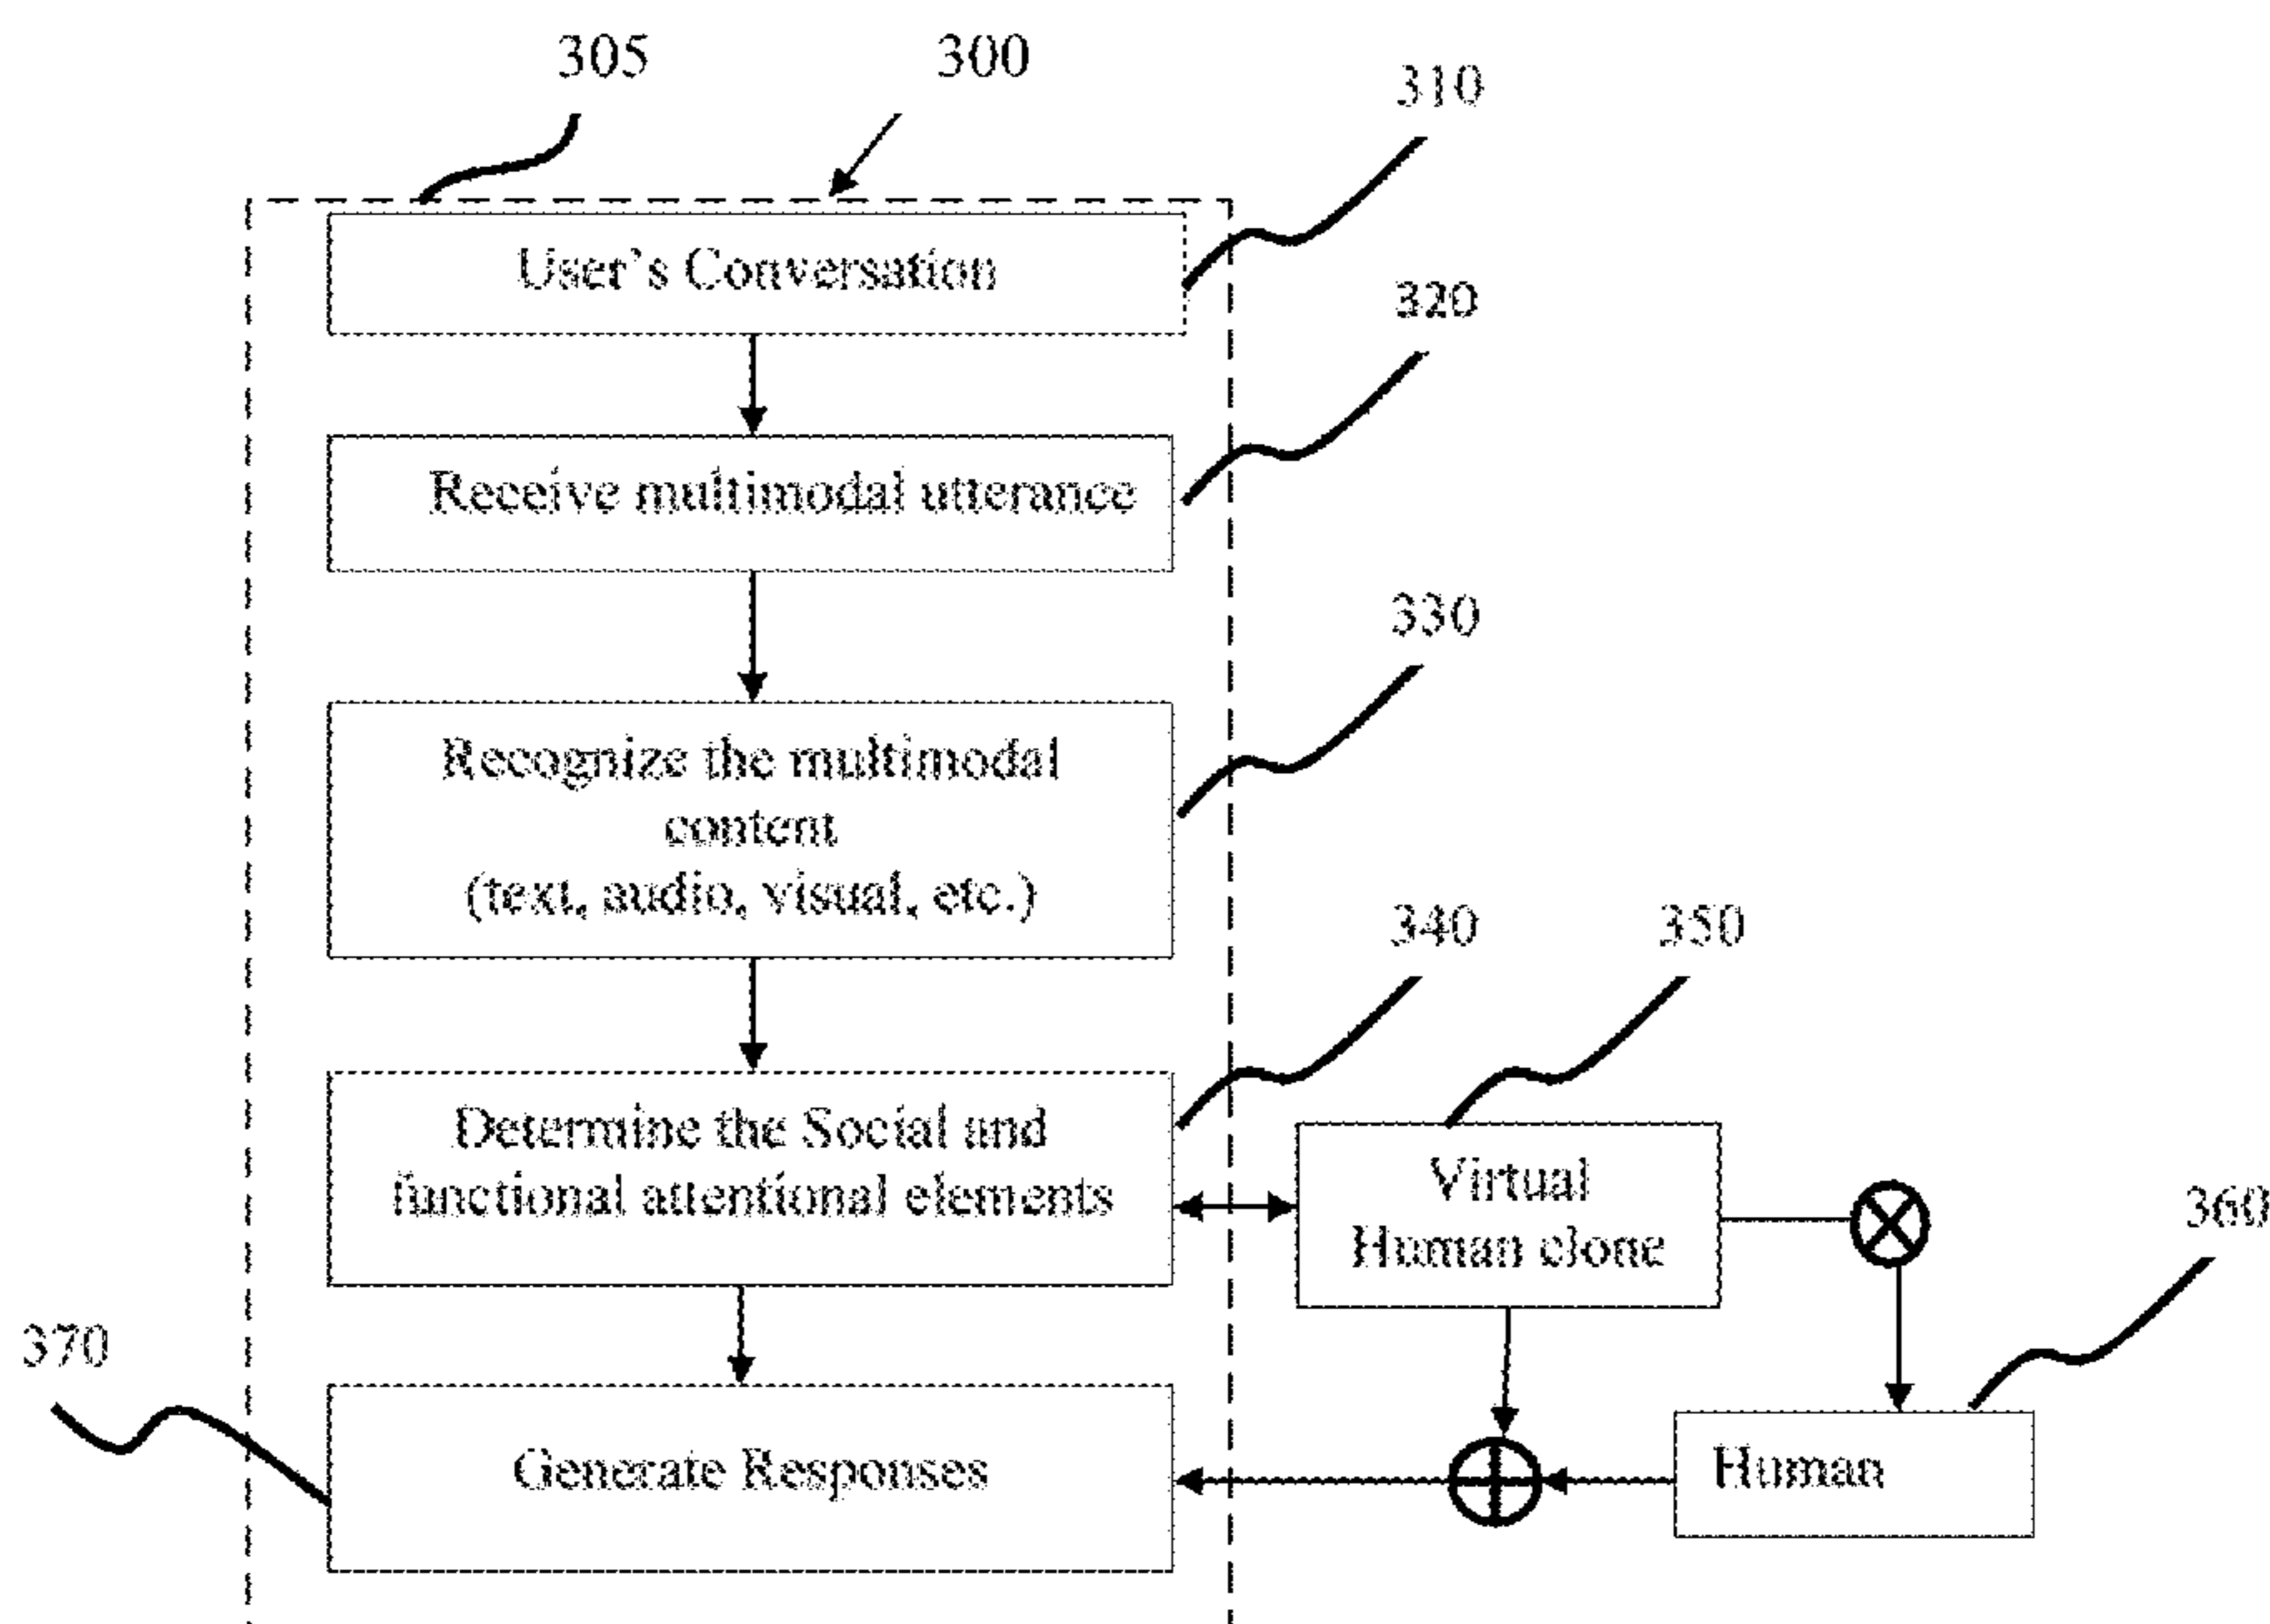 305
300
310
User's Conversation
320
Receive multimodal utterance
330
Recognize the multimodal
content
(text, audio, visual, etc.)
340
350
Determine the Social and
functional attentional elements
Virtual
Human clone
360
370
Generate Responses
Human